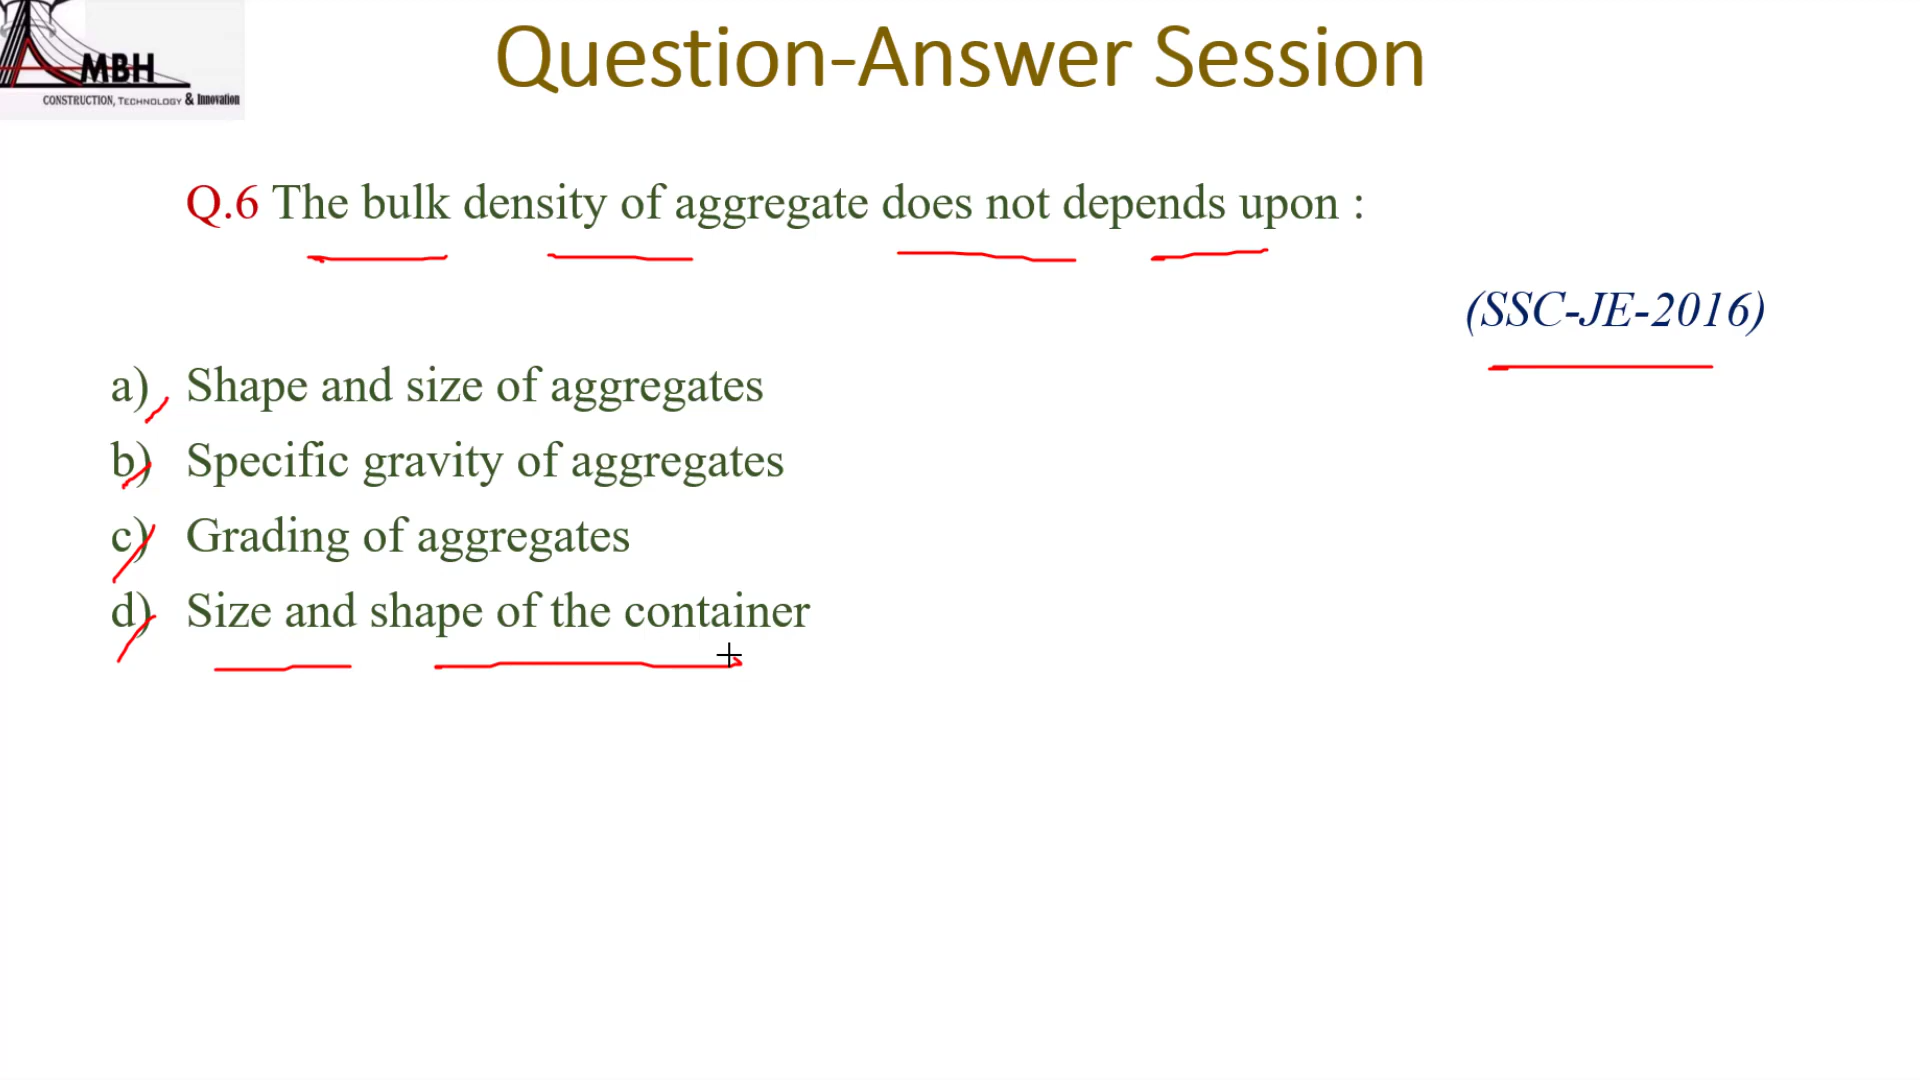 MBH
CONSTRUCTION, TECHNOLOGY & Innovation
Question-Answer Session
Q.6 The bulk density of aggregate does not depends upon :
(SSC-JE-2016)
a) Shape and size of aggregates
b) Specific gravity of aggregates
c) Grading of aggregates
d) Size and shape of the container